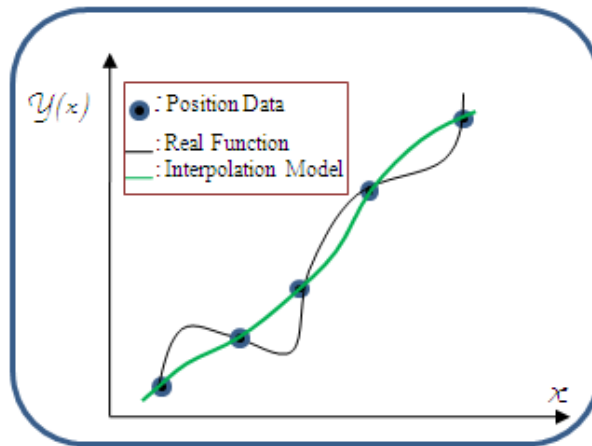 𝒴(x)
: Position Data
: Real Function
: Interpolation Model
x